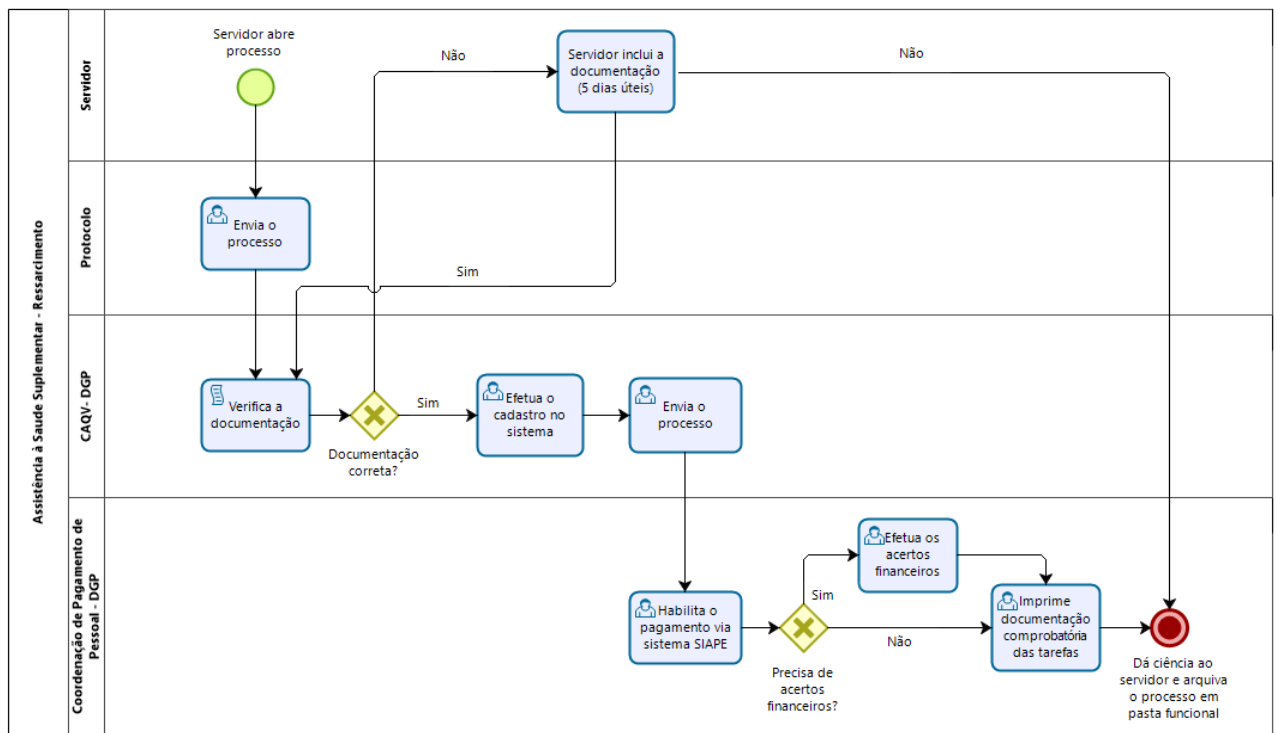 Assistência à Saude Suplementar - Ressarcimento
Servidor
Servidor abre
processo
Não
Servidor inclui a
documentação
(5 dias úteis)
Não
Protocolo
Envia o
processo
Sim
CAQV- DGP
Verifica a
documentação
Documentação
correta?
Sim
Efetua o
cadastro no
sistema
Envia o
processo
Coordenação de Pagamento de
Pessoal - DGP
Habilita o
pagamento via
sistema SIAPE
Precisa de
acertos
financeiros?
Sim
Efetua os
acertos
financeiros
Não
Imprime
documentação
comprobatória
das tarefas
Dá ciência ao
servidor e arquiva
o processo em
pasta funcional